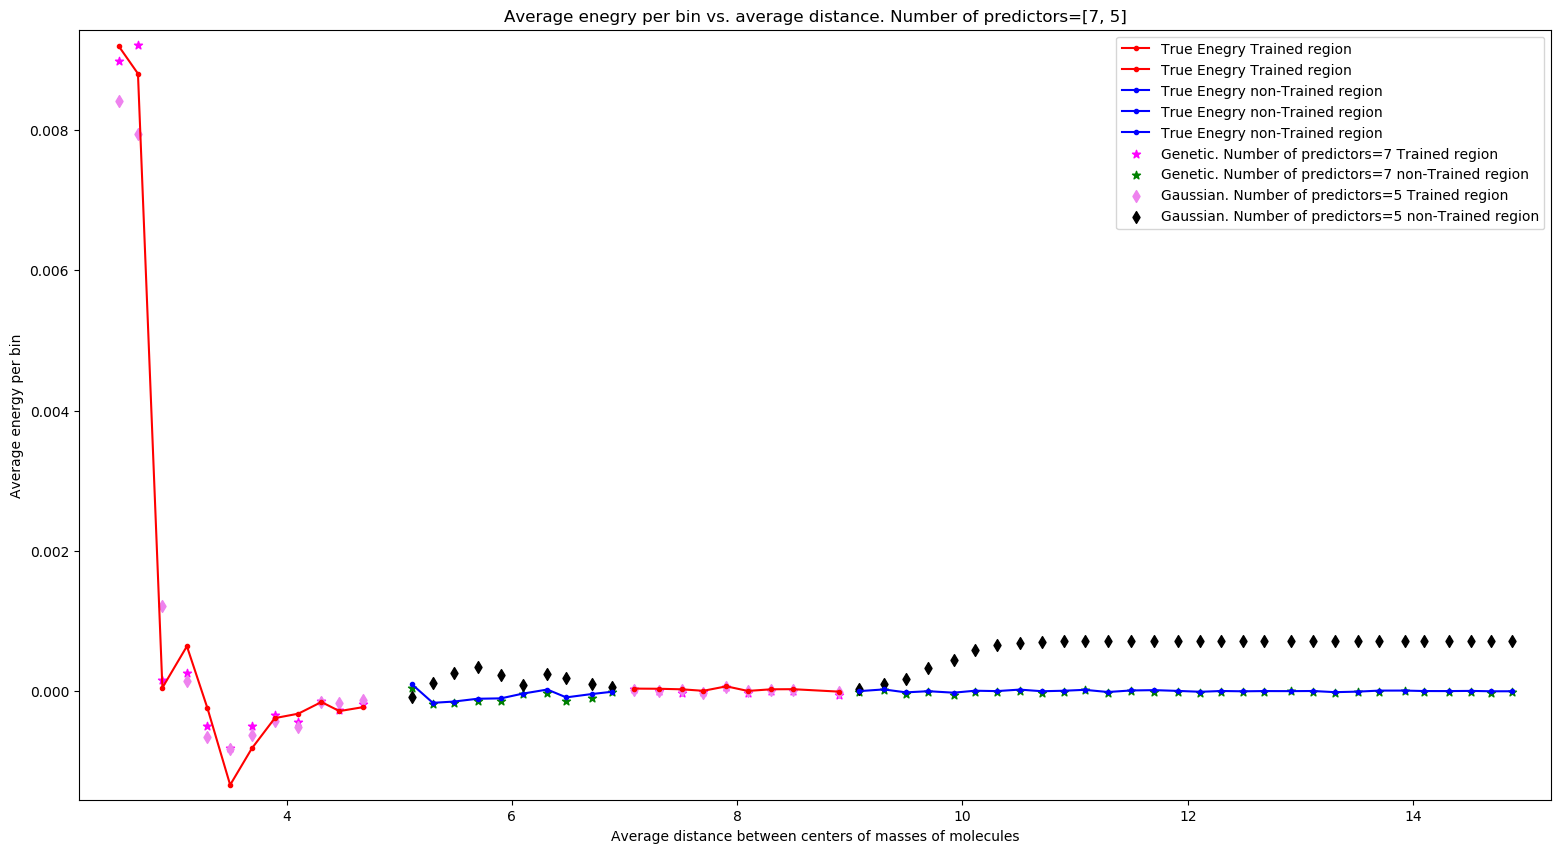 Average enegry per bin vs. average distance. Number of predictors=[7, 5]
True Enegry Trained region
True Enegry Trained region
True Enegry non-Trained region
True Enegry non-Trained region
True Enegry non-Trained region
Genetic. Number of predictors=7 Trained region
Genetic. Number of predictors=7 non-Trained region
Gaussian. Number of predictors=5 Trained region
Gaussian. Number of predictors=5 non-Trained region
Average energy per bin
0.008
0.006
0.004
0.002
0.000
4 6 8 10 12 14
Average distance between centers of masses of molecules